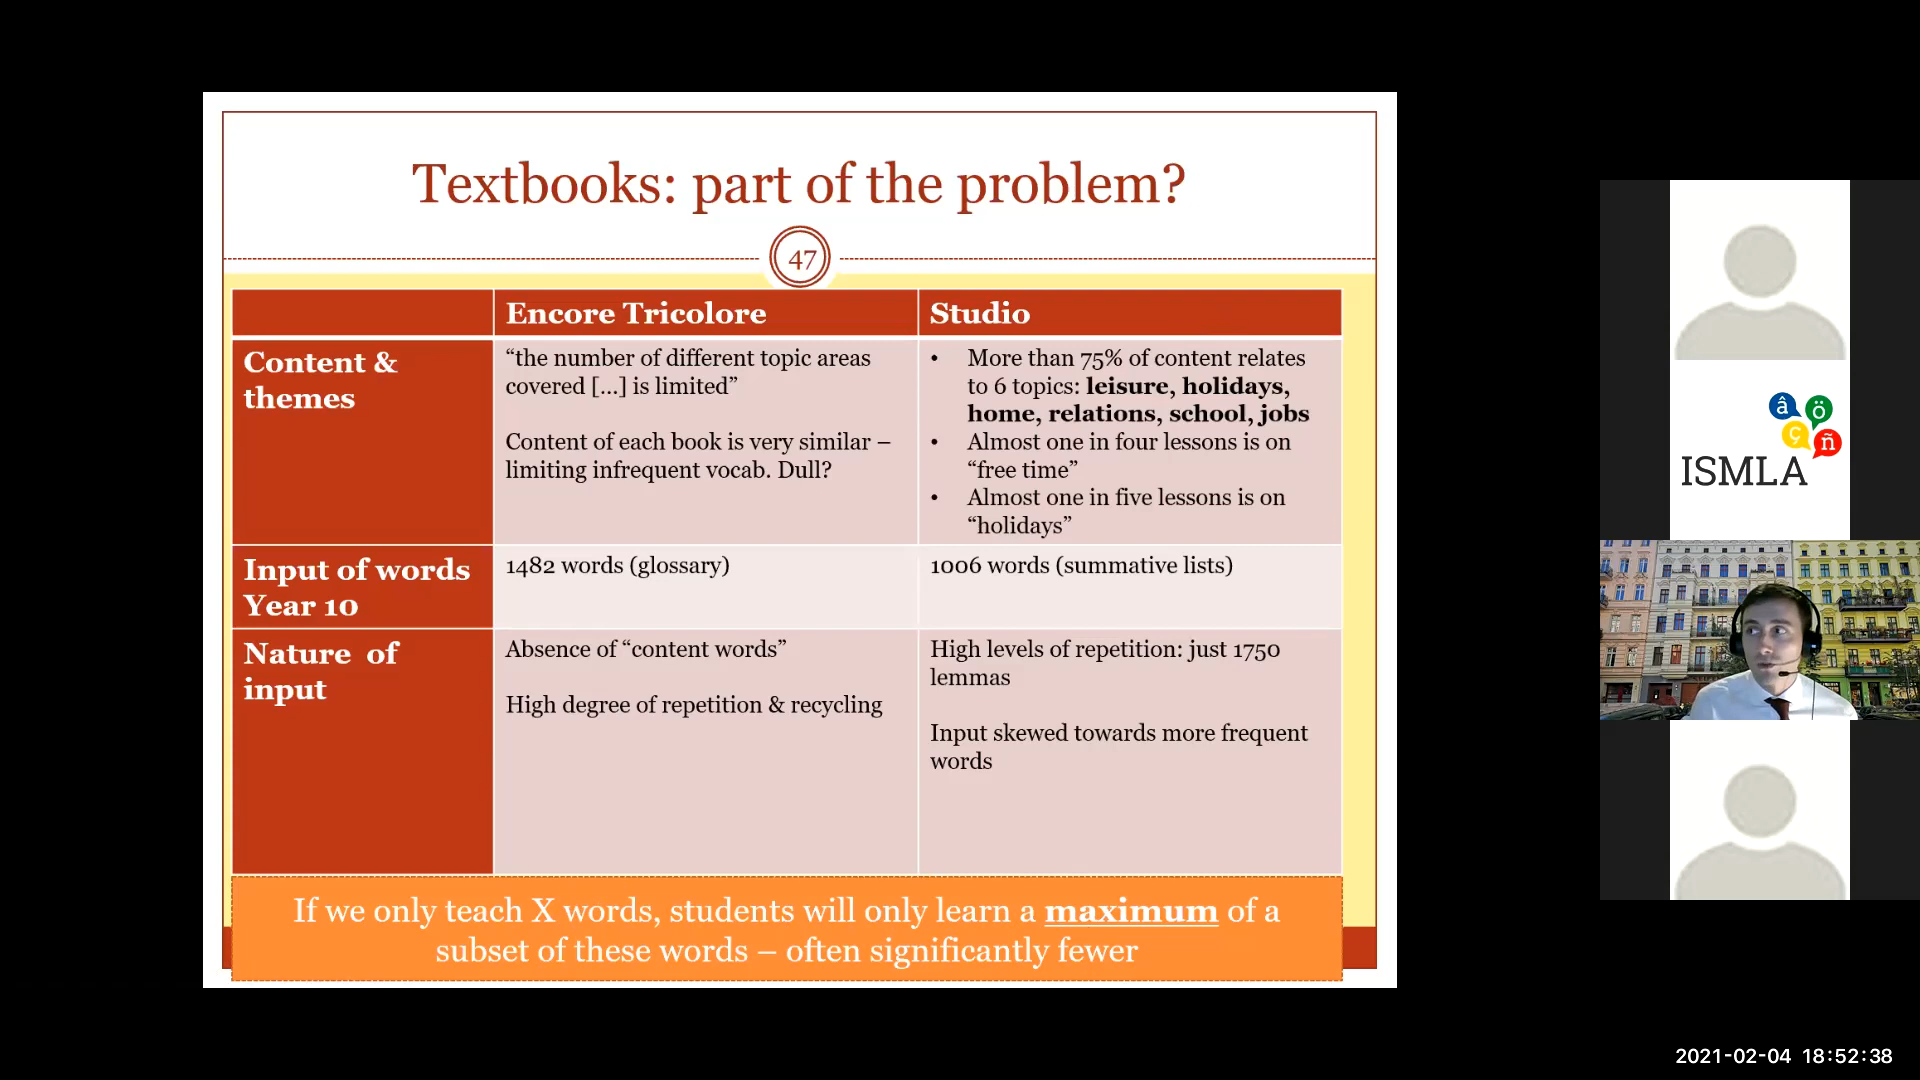 Textbooks: part of the problem?
47
Encore Tricolore
Studio
Content &
themes
“the number of different topic areas
covered [...] is limited”
Content of each book is very similar –
limiting infrequent vocab. Dull?
• More than 75% of content relates
to 6 topics: leisure, holidays,
home, relations, school, jobs
• Almost one in four lessons is on
“free time”
• Almost one in five lessons is on
“holidays”
Input of words
Year 10
1482 words (glossary)
1006 words (summative lists)
Nature of
input
Absence of “content words”
High degree of repetition & recycling
High levels of repetition: just 1750
lemmas
Input skewed towards more frequent
words
If we only teach X words, students will only learn a maximum of a
subset of these words – often significantly fewer
â ö
ç ñ
ISMLA
2021-02-04 18:52:38